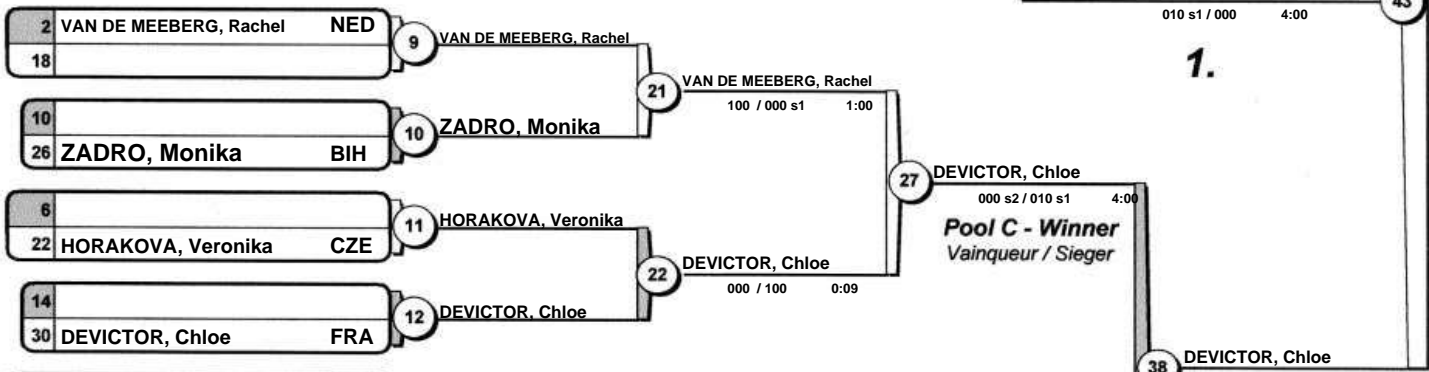 43
010 s1 / 000 4:00
1.
2 VAN DE MEEBERG, Rachel NED
18
9 VAN DE MEEBERG, Rachel
21 VAN DE MEEBERG, Rachel
100 / 000 s1 1:00
10
26 ZADRO, Monika BIH
10 ZADRO, Monika
27 DEVICTOR, Chloe
000 s2 / 010 s1 4:00
Pool C - Winner
Vainqueur / Sieger
6
22 HORAKOVA, Veronika CZE
11 HORAKOVA, Veronika
22 DEVICTOR, Chloe
000 / 100 0:09
14
30 DEVICTOR, Chloe FRA
12 DEVICTOR, Chloe
38 DEVICTOR, Chloe